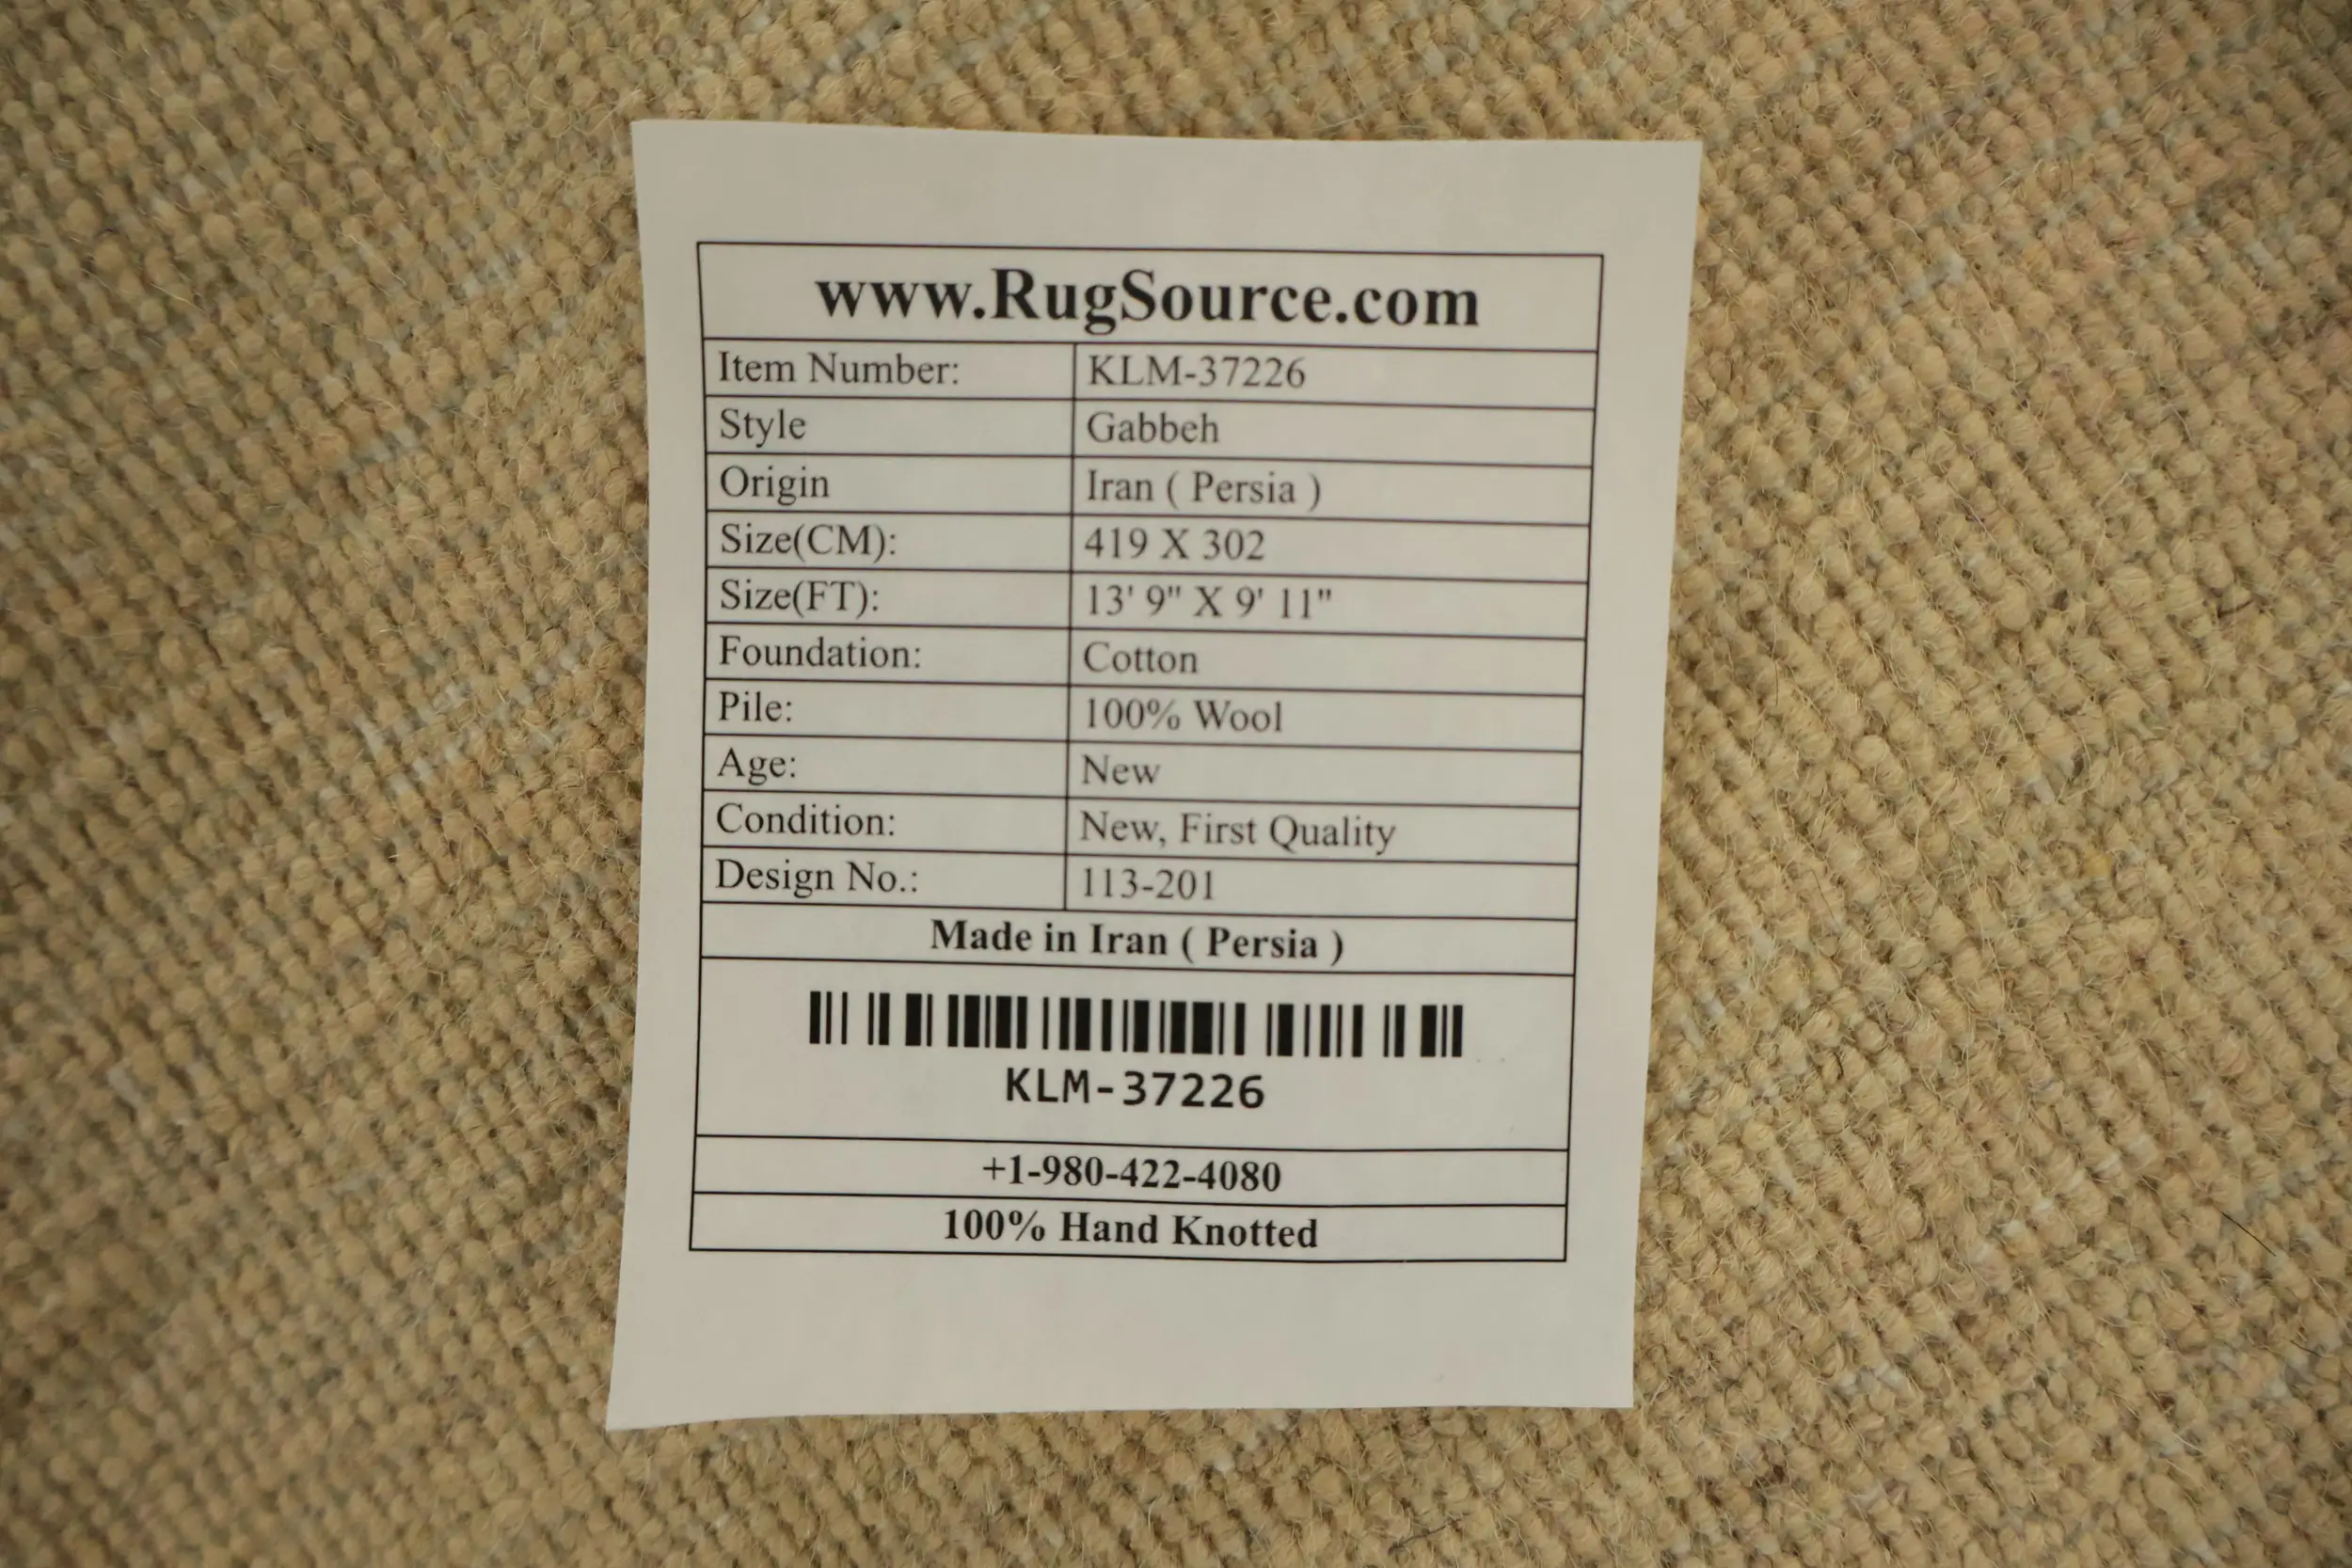 www.RugSource.com
Item Number: KLM-37226
Style Gabbeh
Origin Iran ( Persia )
Size(CM): 419 X 302
Size(FT): 13' 9" X 9' 11"
Foundation: Cotton
Pile: 100% Wool
Age: New
Condition: New, First Quality
Design No.: 113-201
Made in Iran ( Persia )
KLM-37226
+1-980-422-4080
100% Hand Knotted